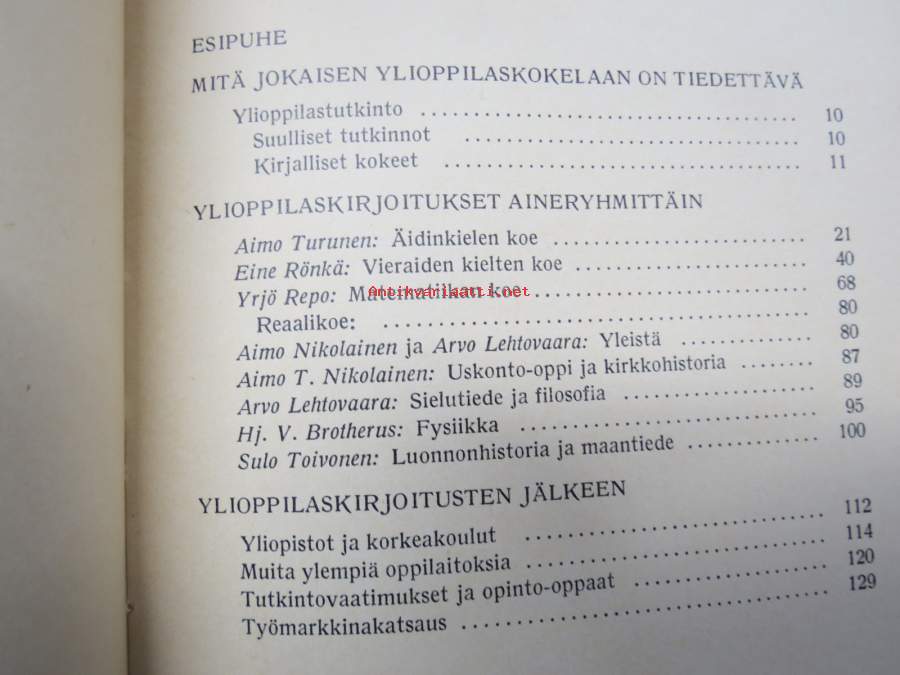 ESIPUHE
MITÄ JOKAISEN YLIOPPILASKOKELAAN ON TIEDETTÄVÄ
Ylioppilastutkinto .......... 10
Suulliset tutkinnot .......... 10
Kirjalliset kokeet .......... 11
YLIOPPILASKIRJOITUKSET AINERYHMITTÄIN
Aimo Turunen: Äidinkielen koe .......... 21
Eine Rönkä: Vieraiden kielten koe .......... 40
Antikvariaatti.net
Yrjö Repo: Matematiikan koe .......... 68
Reaalikoe: .......... 80
Aimo Nikolainen ja Arvo Lehtovaara: Yleistä .......... 80
Aimo T. Nikolainen: Uskonto-oppi ja kirkkohistoria ........ 87
Arvo Lehtovaara: Sielutiede ja filosofia .......... 89
Hj. V. Brotherus: Fysiikka .......... 95
Sulo Toivonen: Luonnonhistoria ja maantiede .......... 100
YLIOPPILASKIRJOITUSTEN JÄLKEEN
Yliopistot ja korkeakoulut .......... 112
Muita ylempiä oppilaitoksia .......... 114
Tutkintovaatimukset ja opinto-oppaat .......... 120
Työmarkkinakatsaus .......... 129